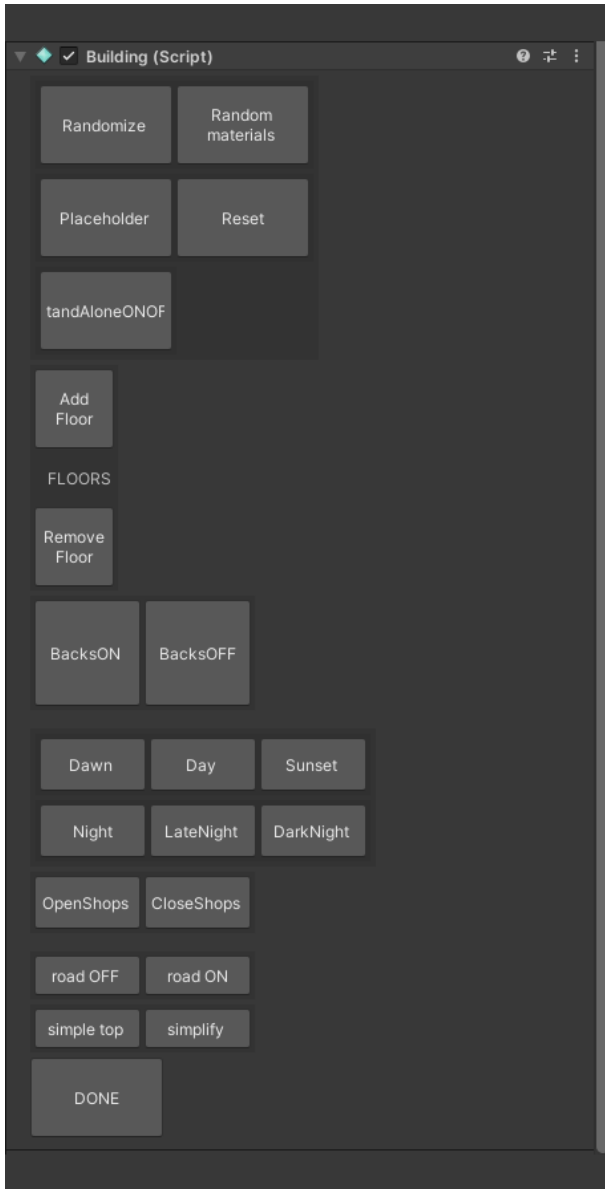 Building (Script)
Randomize
Random
materials
Placeholder
Reset
tandAloneONOF
Add
Floor
FLOORS
Remove
Floor
BacksON
BacksOFF
Dawn
Day
Sunset
Night
LateNight
DarkNight
OpenShops
CloseShops
road OFF
road ON
simple top
simplify
DONE